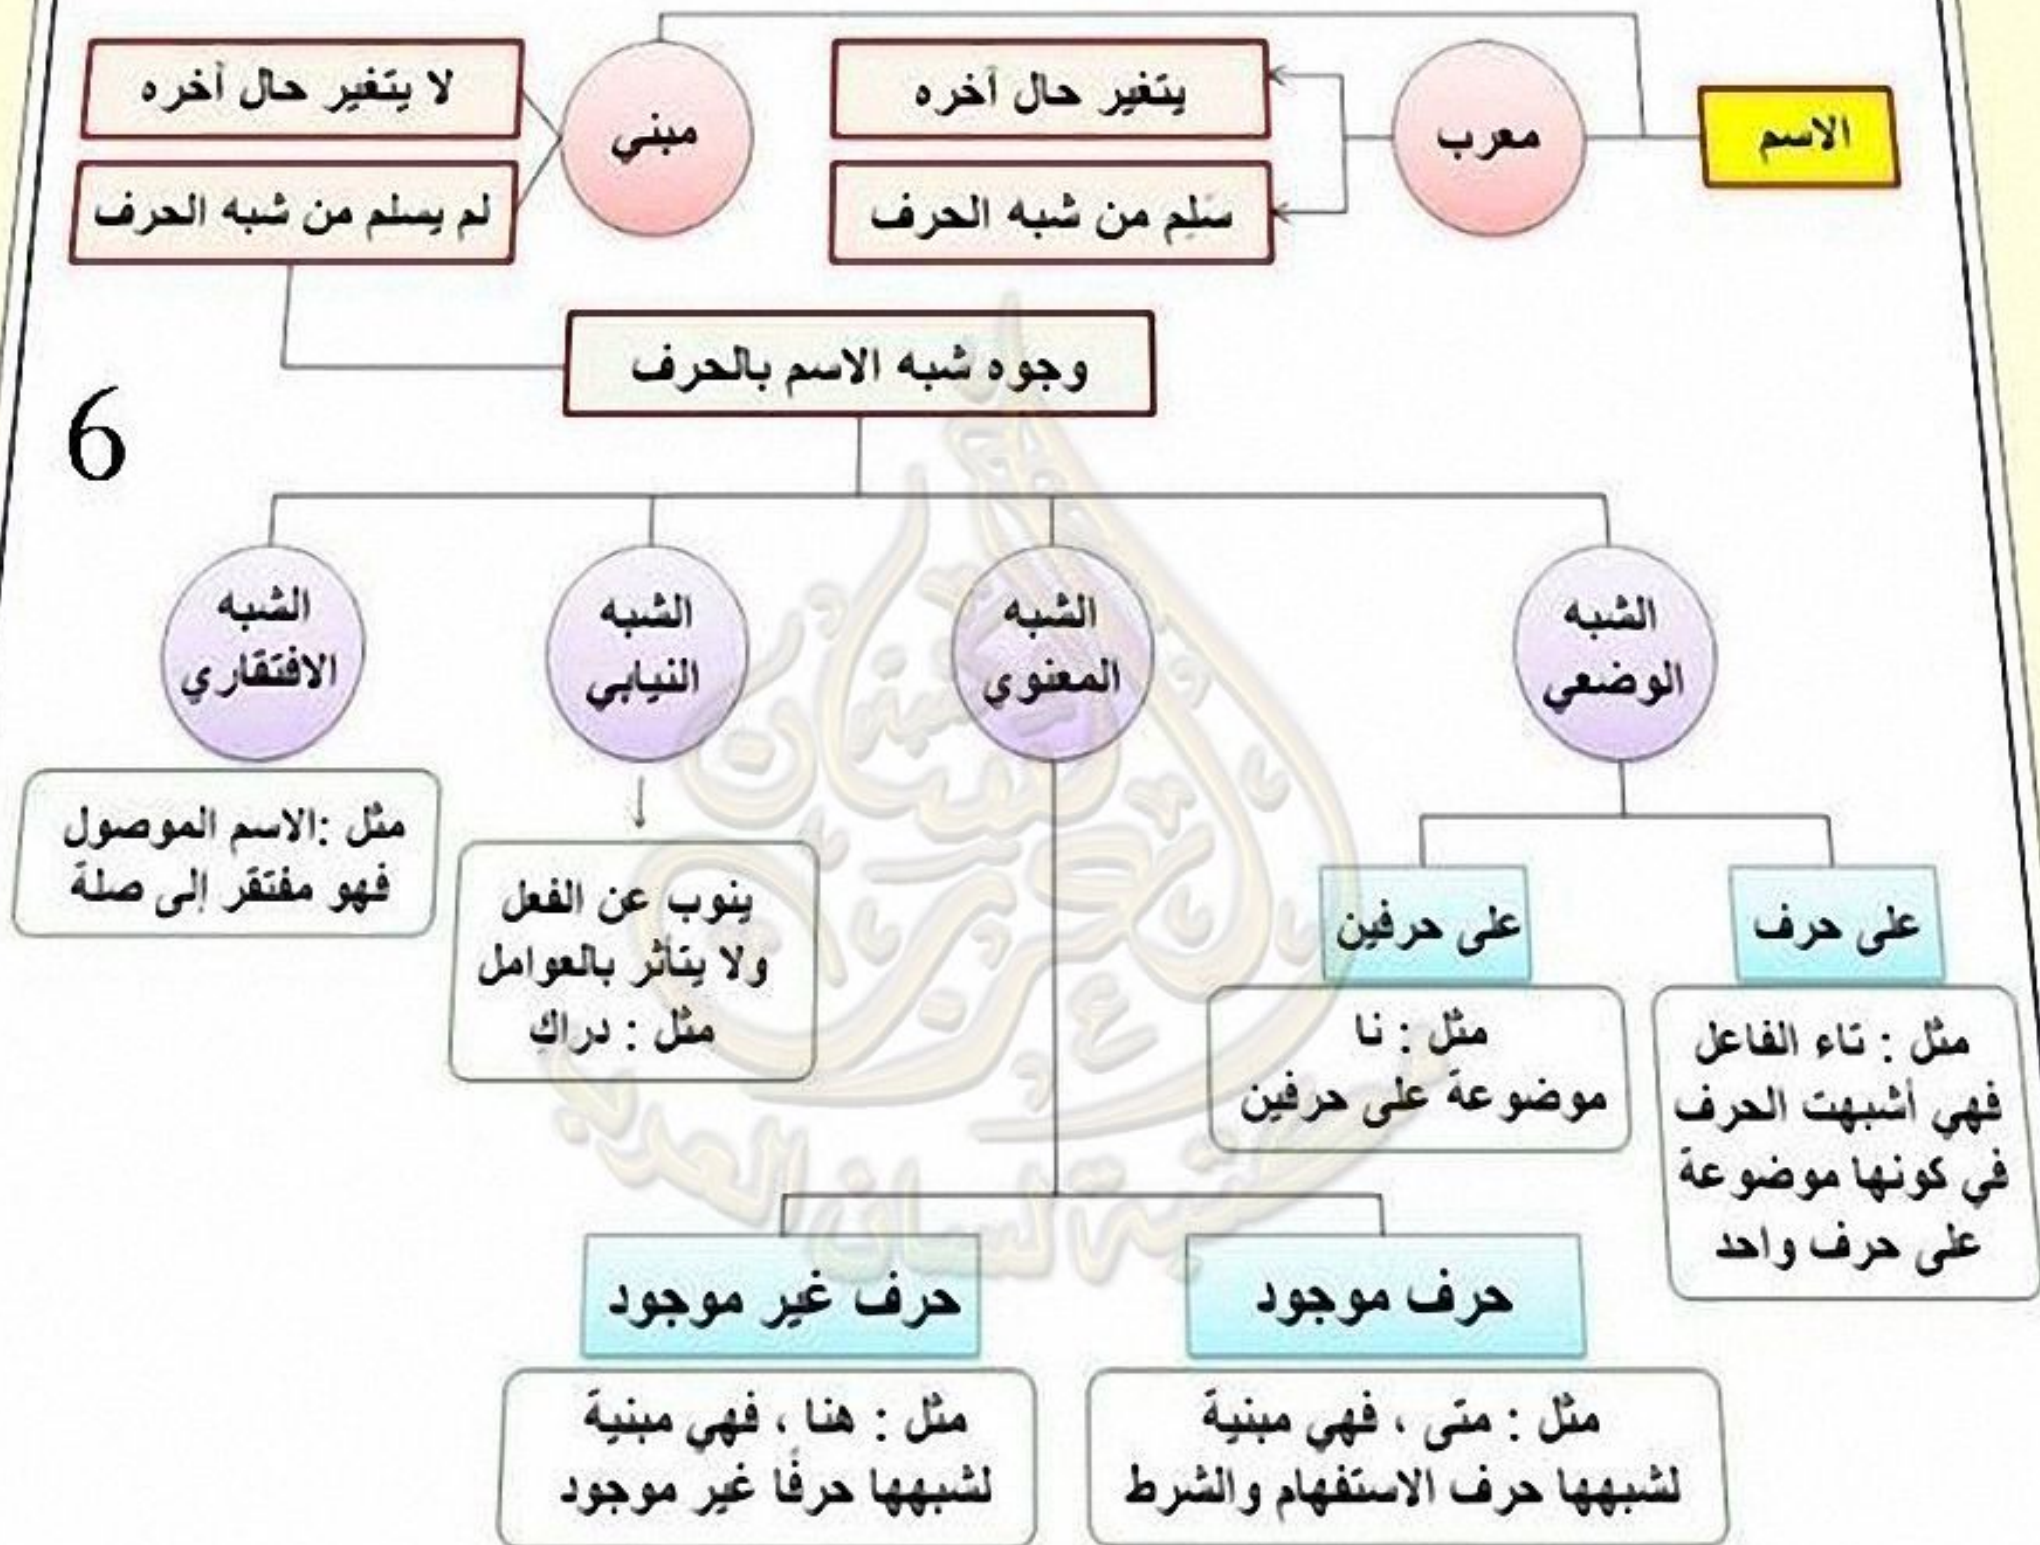 الاسم
معرب
يتغير حال آخره
سَلِم من شبه الحرف
مبني
لا يتغير حال آخره
لم يسلم من شبه الحرف
وجوه شبه الاسم بالحرف
6
الشبه
الوضعي
الشبه
المعنوي
الشبه
النيابي
الشبه
الافتقاري
على حرف
مثل : تاء الفاعل
فهي أشبهت الحرف
في كونها موضوعة
على حرف واحد
على حرفين
مثل : نا
موضوعة على حرفين
ينوب عن الفعل
ولا يتأثر بالعوامل
مثل : دراكِ
مثل :الاسم الموصول
فهو مفتقر إلى صلة
حرف موجود
مثل : متى ، فهي مبنية
لشبهها حرف الاستفهام والشرط
حرف غير موجود
مثل : هنا ، فهي مبنية
لشبهها حرفًا غير موجود
مكتبة لسان العرب